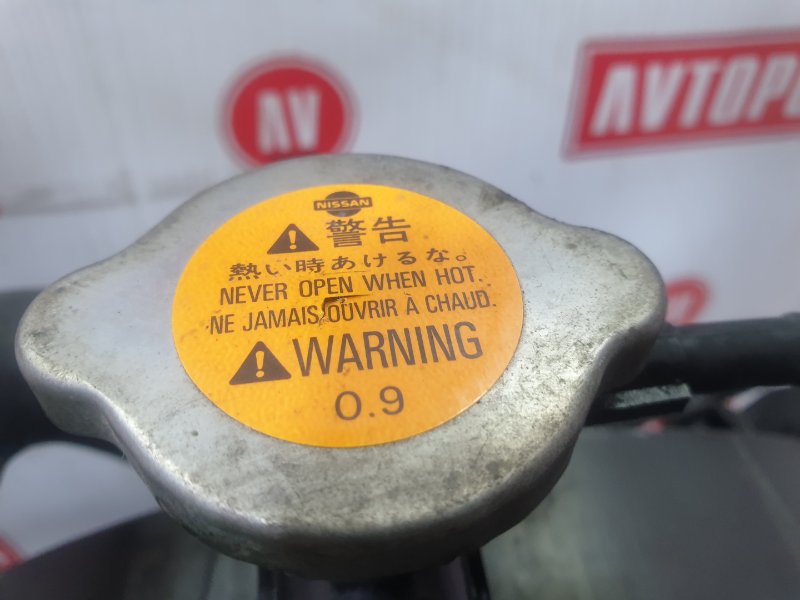 AV
AVTOP
NISSAN
警告
熱い時あけるな。
NEVER OPEN WHEN HOT.
NE JAMAIS OUVRIR À CHAUD.
WARNING
0.9